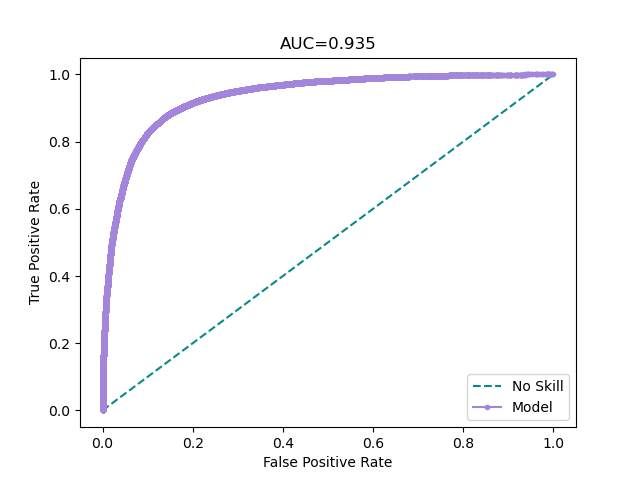 AUC=0.935
1.0
0.8
0.6
0.4
0.2
0.0
True Positive Rate
No Skill
Model
0.0 0.2 0.4 0.6 0.8 1.0
False Positive Rate